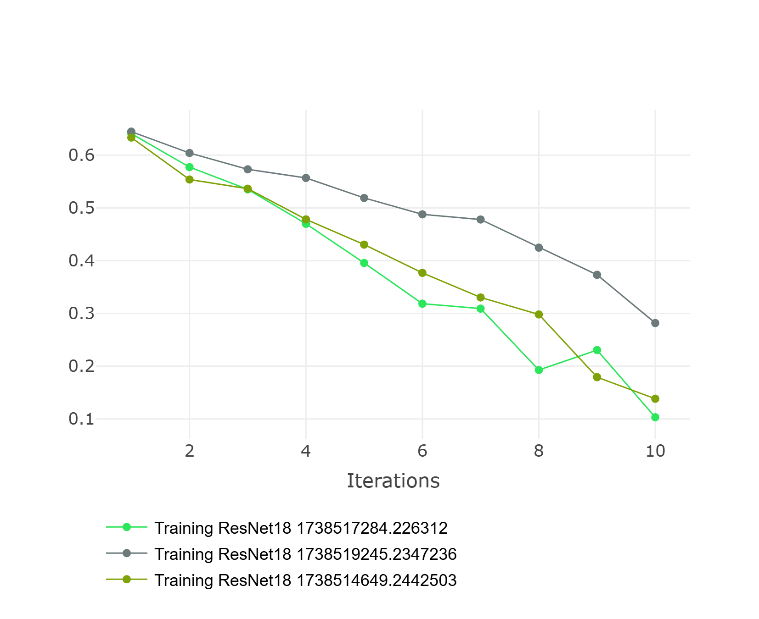 0.6
0.5
0.4
0.3
0.2
0.1
2 4 6 8 10
Iterations
Training ResNet18 1738517284.226312
Training ResNet18 1738519245.2347236
Training ResNet18 1738514649.2442503